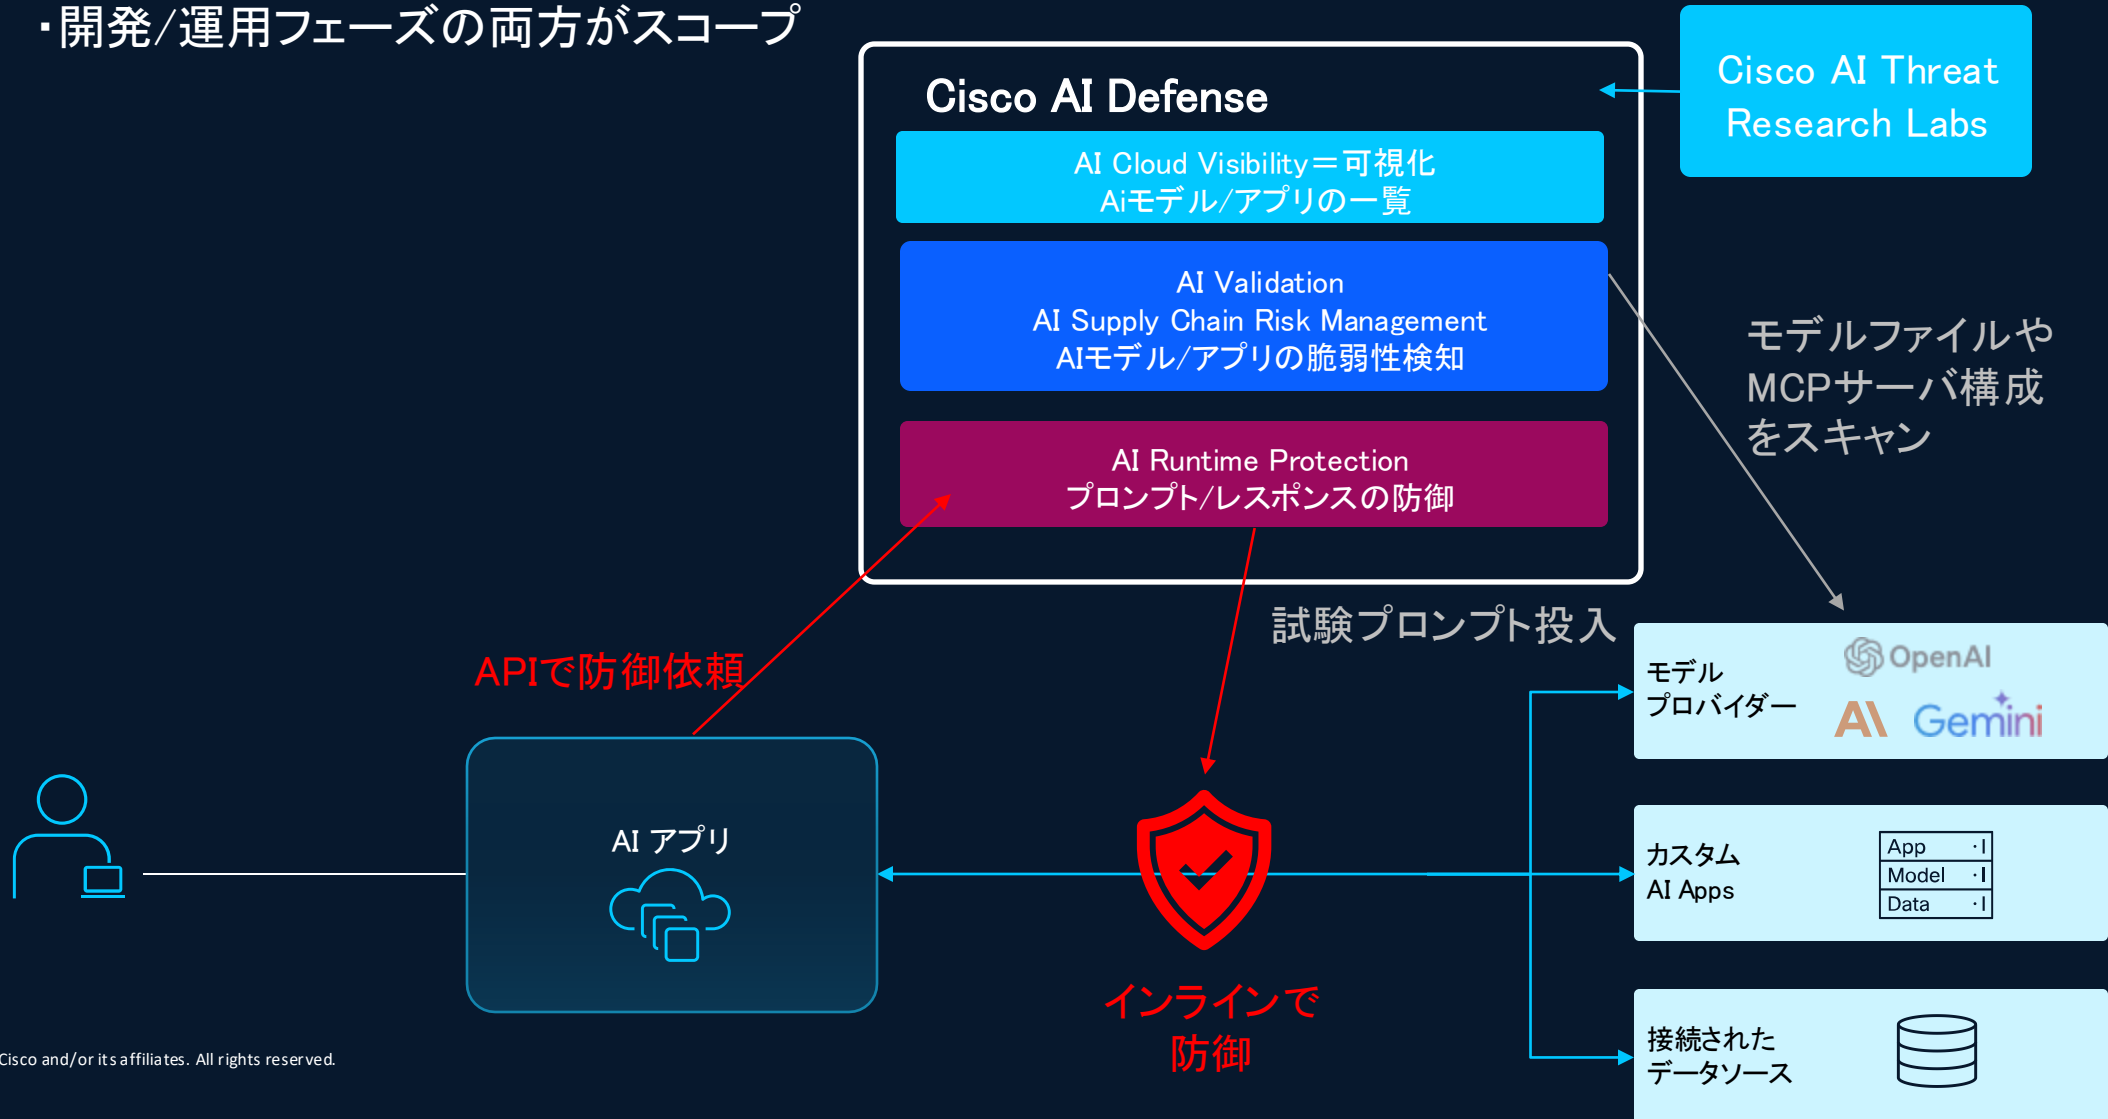 ・開発/運用フェーズの両方がスコープ
Cisco AI Defense
Cisco AI Threat
Research Labs
AI Cloud Visibility＝可視化
Aiモデル/アプリの一覧
AI Validation
AI Supply Chain Risk Management
AIモデル/アプリの脆弱性検知
モデルファイルや
MCPサーバ構成
をスキャン
AI Runtime Protection
プロンプト/レスポンスの防御
試験プロンプト投入
APIで防御依頼
モデル
プロバイダー
OpenAI
AI
Gemini
AI アプリ
カスタム
AI Apps
App
Model
Data
インラインで
防御
接続された
データソース
Cisco and/or its affiliates. All rights reserved.